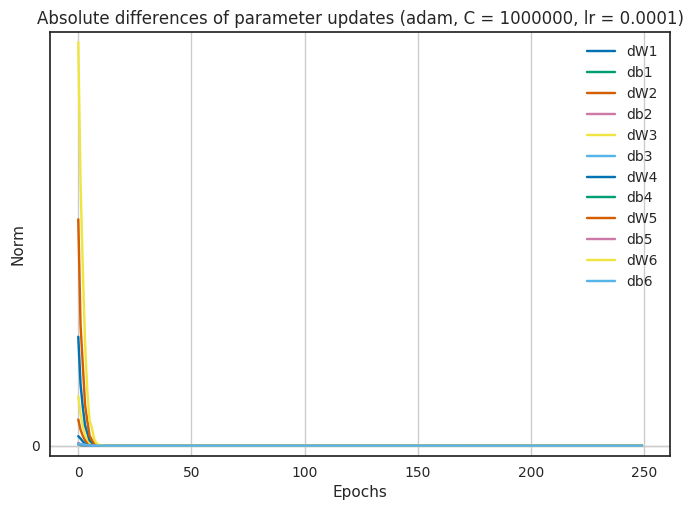 Absolute differences of parameter updates (adam, C = 1000000, lr = 0.0001)
Norm
0
dW1
db1
dW2
db2
dW3
db3
dW4
db4
dW5
db5
dW6
db6
0 50 100 150 200 250
Epochs